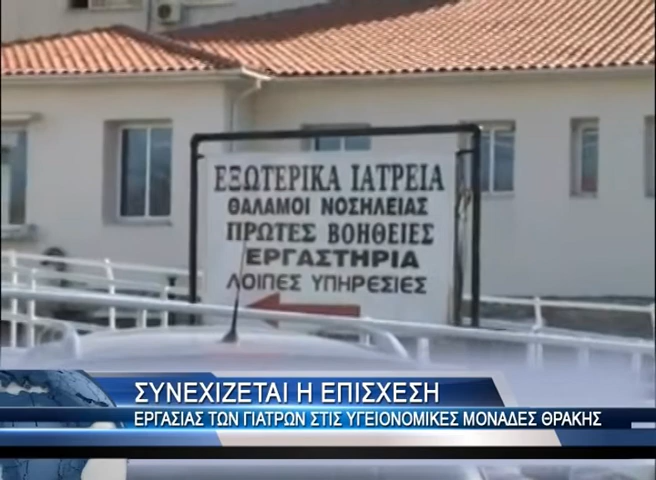 ΕΞΩΤΕΡΙΚΑ ΙΑΤΡΕΙΑ
ΘΑΛΑΜΟΙ ΝΟΣΗΛΕΙΑΣ
ΠΡΩΤΕΣ ΒΟΗΘΕΙΕΣ
ΕΡΓΑΣΤΗΡΙΑ
ΛΟΙΠΕΣ ΥΠΗΡΕΣΙΕΣ
ΣΥΝΕΧΙΖΕΤΑΙ Η ΕΠΙΣΧΕΣΗ
ΕΡΓΑΣΙΑΣ ΤΩΝ ΓΙΑΤΡΩΝ ΣΤΙΣ ΥΓΕΙΟΝΟΜΙΚΕΣ ΜΟΝΑΔΕΣ ΘΡΑΚΗΣ